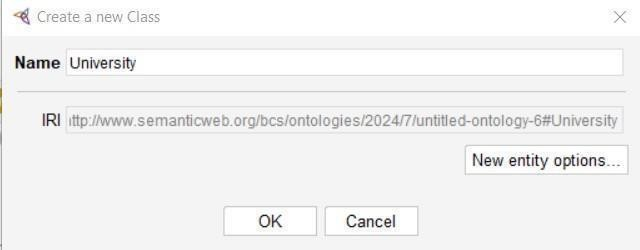 Create a new Class
Name University
IRI ttp://www.semanticweb.org/bcs/ontologies/2024/7/untitled-ontology-6#University
New entity options...
OK Cancel